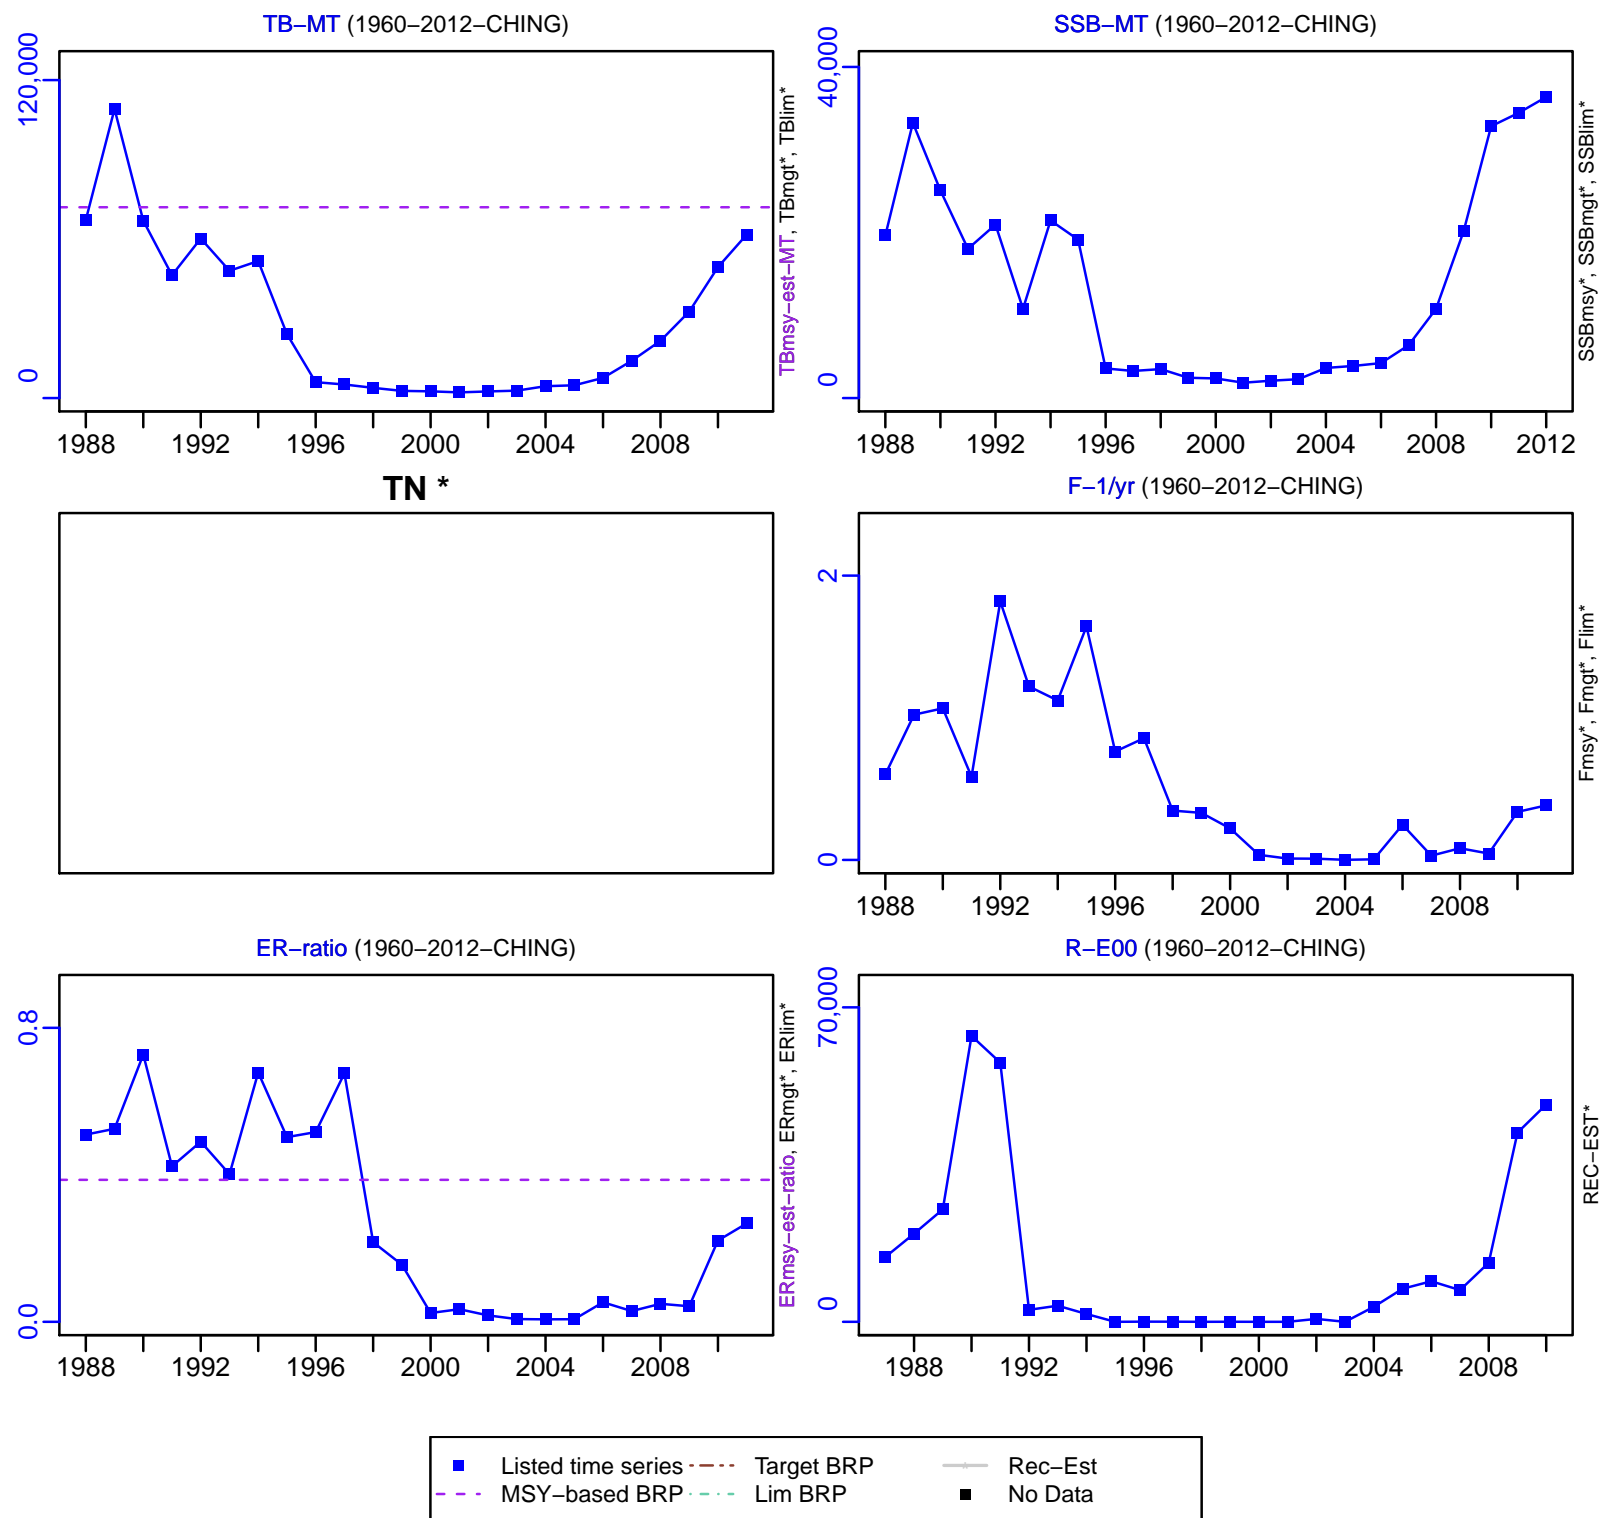 TB−MT (1960−2012−CHING)
120,000
0
1988 1992 1996 2000 2004 2008
TBmsy−est−MT, TBmgt*, TBlim*
SSB−MT (1960−2012−CHING)
40,000
0
1988 1992 1996 2000 2004 2008 2012
SSBmsy*, SSBmgt*, SSBlim*
TN *
F−1/yr (1960−2012−CHING)
2
0
1988 1992 1996 2000 2004 2008
Fmsy*, Fmgt*, Flim*
ER−ratio (1960−2012−CHING)
0.8
0.0
1988 1992 1996 2000 2004 2008
ERmsy−est−ratio, ERmgt*, ERlim*
R−E00 (1960−2012−CHING)
70,000
0
1988 1992 1996 2000 2004 2008
REC−EST*
Listed time series Target BRP Rec−Est
MSY−based BRP Lim BRP No Data